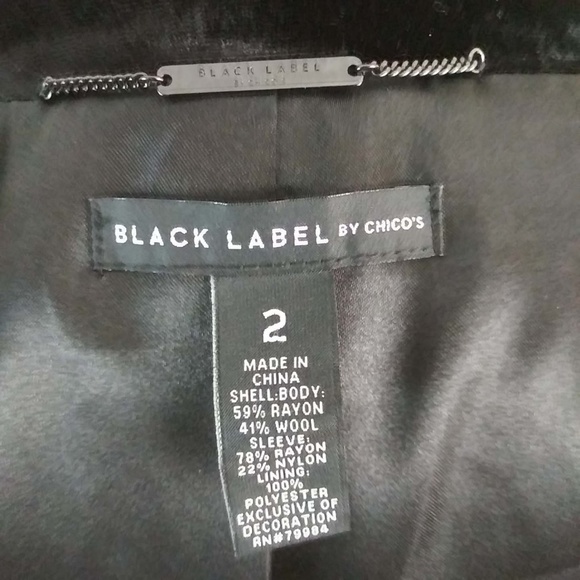 BLACK LABEL
BLACK LABEL BY CHICO'S
2
MADE IN
CHINA
SHELL:BODY:
59% RAYON
41% WOOL
SLEEVE:
78% RAYON
22% NYLON
LINING:
100%
POLYESTER
EXCLUSIVE OF
DECORATION
RN#79984